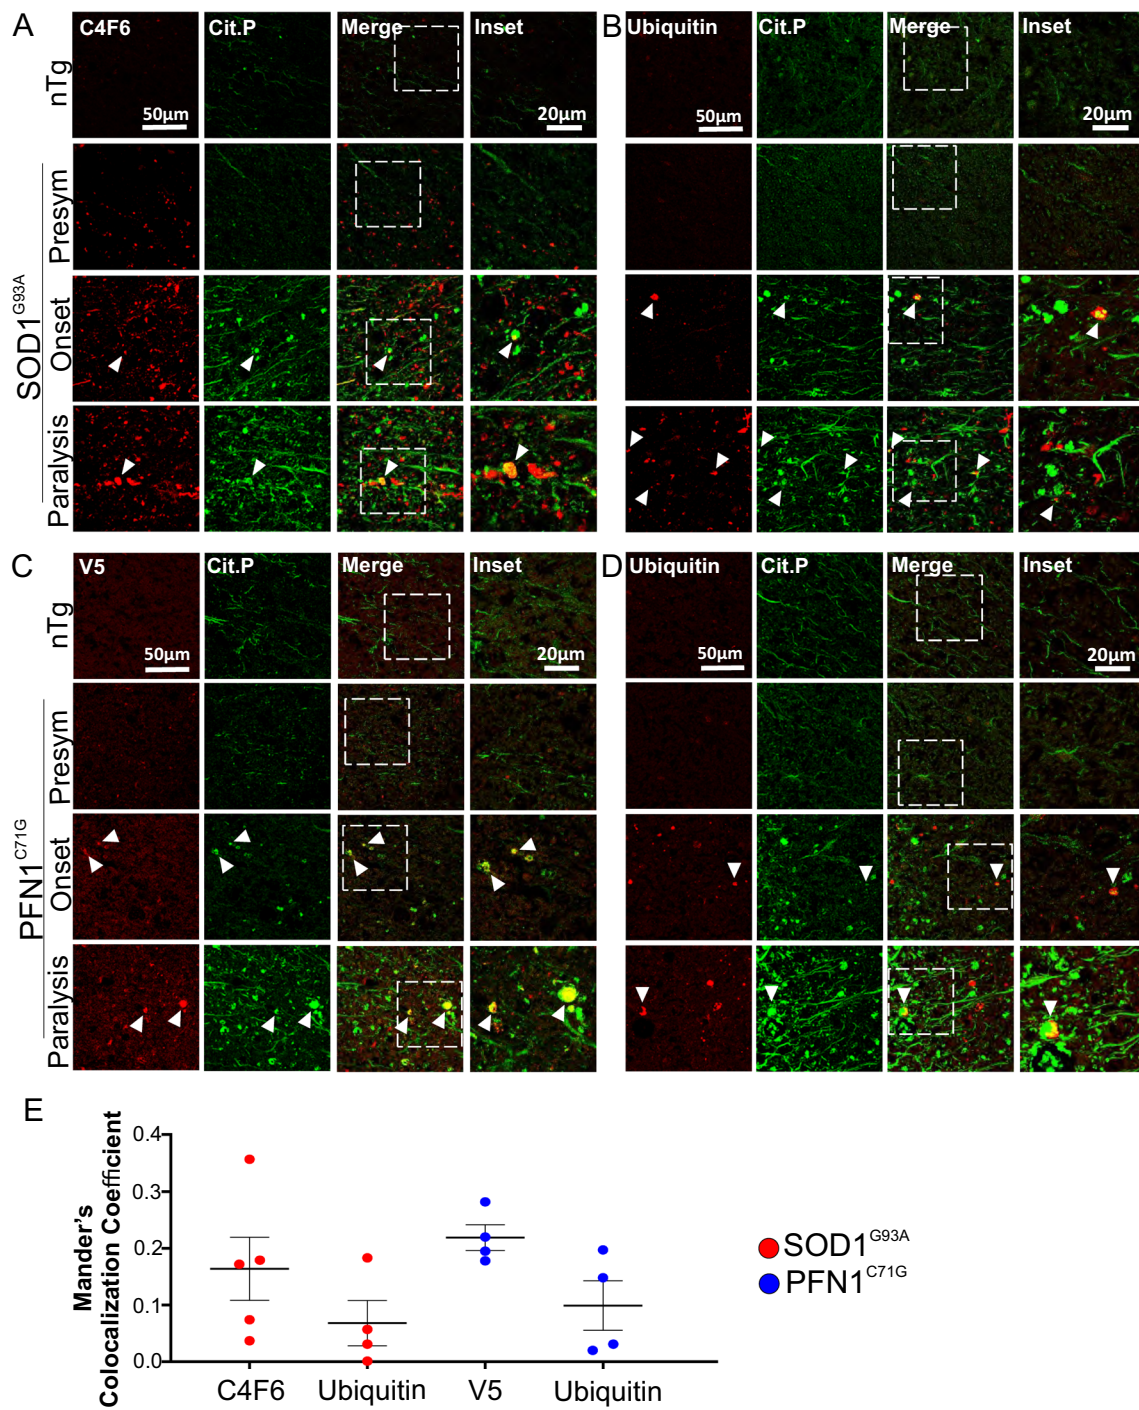 A
C4F6 Cit.P Merge Inset
nTg
50µm 20µm
SOD1G93A
Presym
Onset
Paralysis
B
Ubiquitin Cit.P Merge Inset
50µm 20µm
C
V5 Cit.P Merge Inset
nTg
50µm 20µm
PFN1C71G
Presym
Onset
Paralysis
D
Ubiquitin Cit.P Merge Inset
50µm 20µm
E
Mander's
Colocalization Coefficient
0.4
0.3
0.2
0.1
0.0
C4F6 Ubiquitin V5 Ubiquitin
SOD1G93A
PFN1C71G